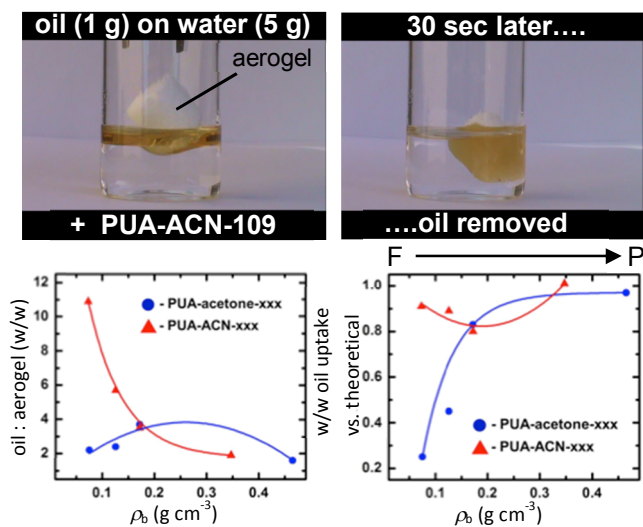 oil (1 g) on water (5 g)
aerogel
+ PUA-ACN-109
30 sec later....
....oil removed
F P
oil : aerogel (w/w)
12
10
8
6
4
2
- PUA-acetone-xxx
- PUA-ACN-xxx
0.1 0.2 0.3 0.4
ρb (g cm-3)
w/w oil uptake
vs. theoretical
1.0
0.8
0.6
0.4
0.2
- PUA-acetone-xxx
- PUA-ACN-xxx
0.1 0.2 0.3 0.4
ρb (g cm-3)